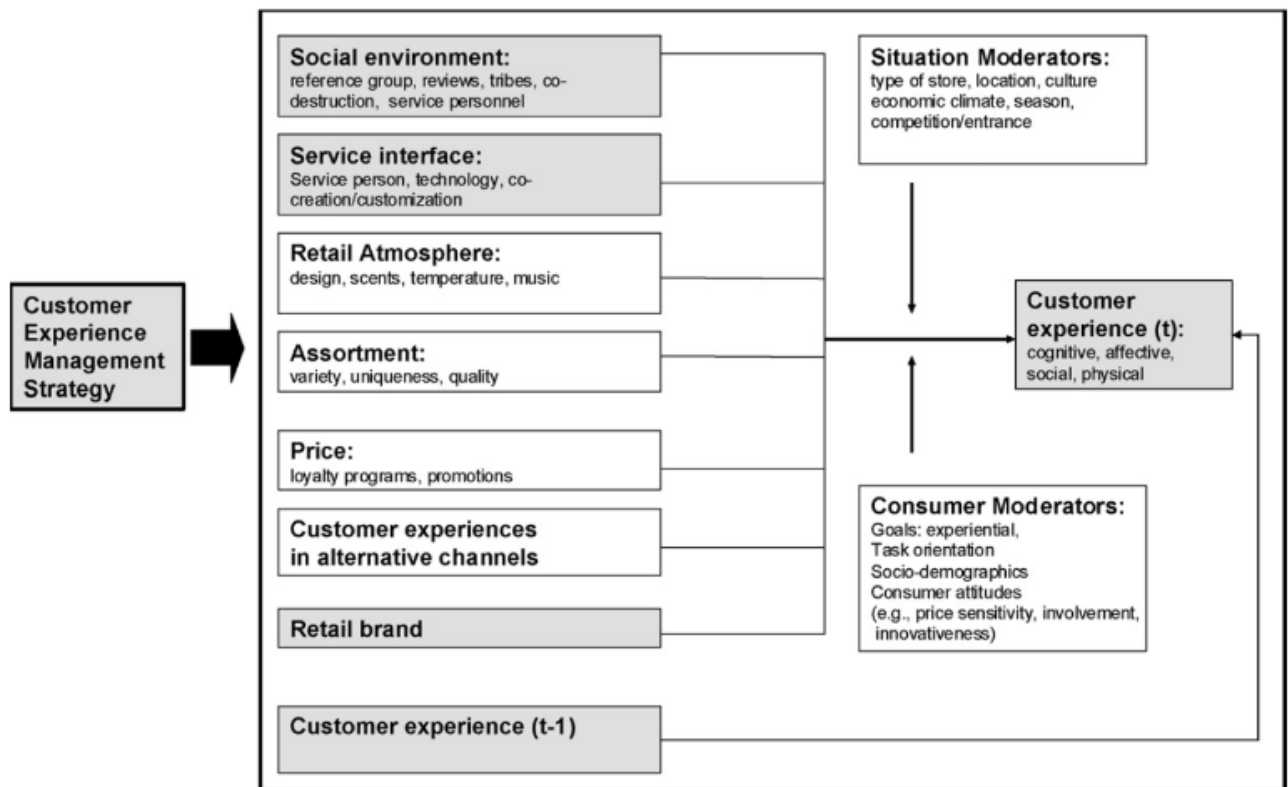 Customer
Experience
Management
Strategy
Social environment:
reference group, reviews, tribes, co-
destruction, service personnel
Service interface:
Service person, technology, co-
creation/customization
Retail Atmosphere:
design, scents, temperature, music
Assortment:
variety, uniqueness, quality
Price:
loyalty programs, promotions
Customer experiences
in alternative channels
Retail brand
Customer experience (t-1)
Situation Moderators:
type of store, location, culture
economic climate, season,
competition/entrance
Customer
experience (t):
cognitive, affective,
social, physical
Consumer Moderators:
Goals: experiential,
Task orientation
Socio-demographics
Consumer attitudes
(e.g., price sensitivity, involvement,
innovativeness)